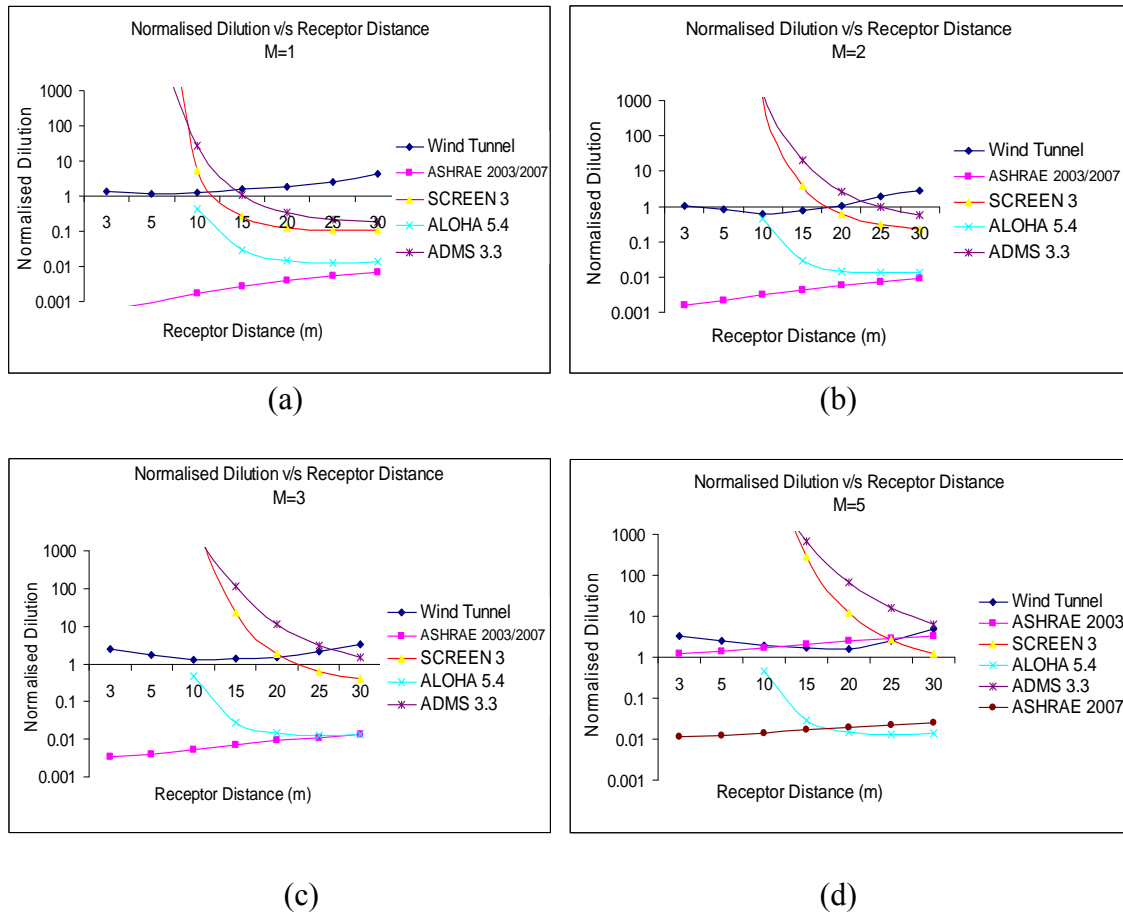 Normalised Dilution v/s Receptor Distance
M=1
Normalised Dilution
1000
100
10
1
0.1
0.01
0.001
3 5 10 15 20 25 30
Receptor Distance (m)
Wind Tunnel
ASHRAE 2003/2007
SCREEN 3
ALOHA 5.4
ADMS 3.3
(a)
Normalised Dilution v/s Receptor Distance
M=2
Normalised Dilution
1000
100
10
1
0.1
0.01
0.001
3 5 10 15 20 25 30
Receptor Distance (m)
Wind Tunnel
ASHRAE 2003/2007
SCREEN 3
ALOHA 5.4
ADMS 3.3
(b)
Normalised Dilution v/s Receptor Distance
M=3
Normalised Dilution
1000
100
10
1
0.1
0.01
0.001
3 5 10 15 20 25 30
Receptor Distance (m)
Wind Tunnel
ASHRAE 2003/2007
SCREEN 3
ALOHA 5.4
ADMS 3.3
(c)
Normalised Dilution v/s Receptor Distance
M=5
Normalised Dilution
1000
100
10
1
0.1
0.01
0.001
3 5 10 15 20 25 30
Receptor Distance (m)
Wind Tunnel
ASHRAE 2003
SCREEN 3
ALOHA 5.4
ADMS 3.3
ASHRAE 2007
(d)